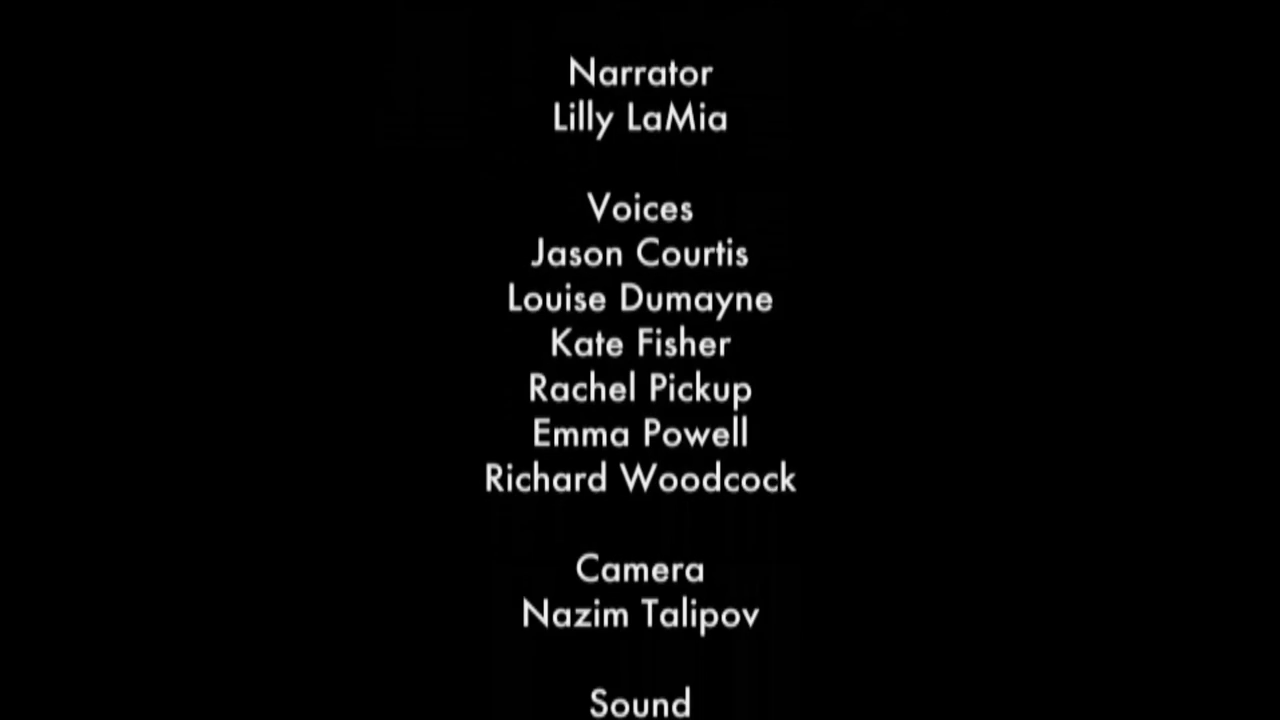 Narrator
Lilly LaMia
Voices
Jason Courtis
Louise Dumayne
Kate Fisher
Rachel Pickup
Emma Powell
Richard Woodcock
Camera
Nazim Talipov
Sound